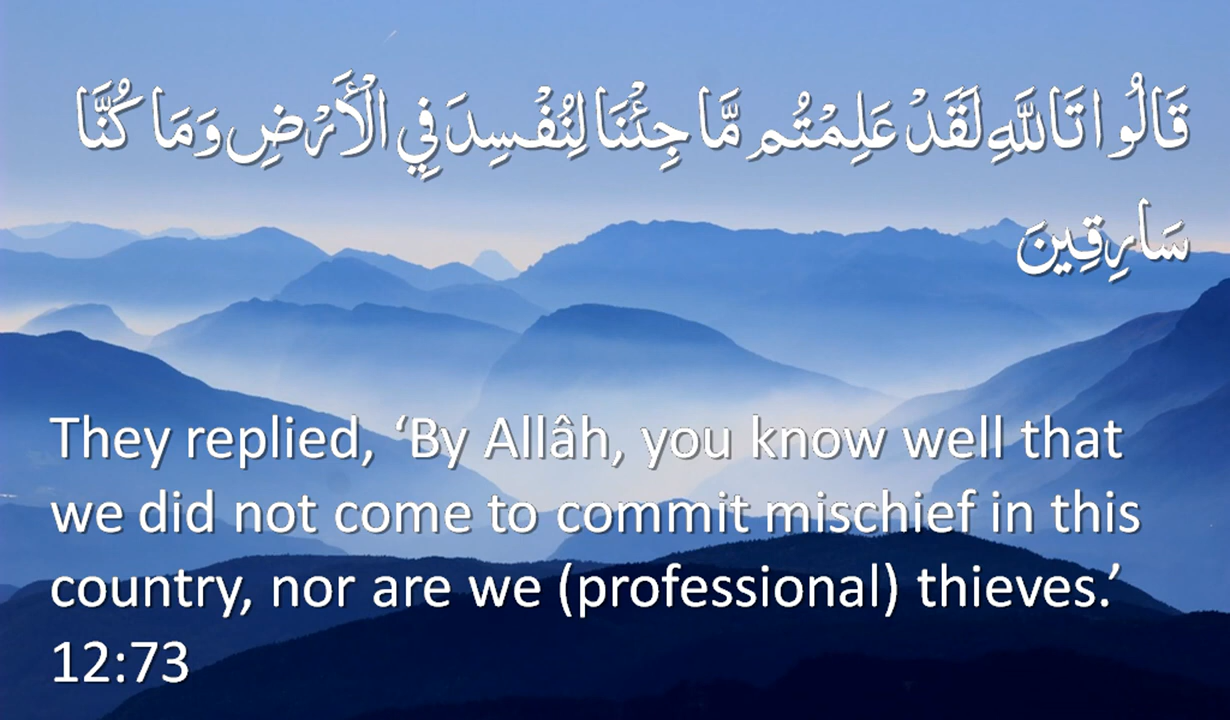 قَالُوا تَاللَّهِ لَقَدْ عَلِمْتُم مَّا جِئْنَا لِنُفْسِدَ فِي الْأَرْضِ وَمَا كُنَّا
سَارِقِينَ
They replied, ‘By Allâh, you know well that
we did not come to commit mischief in this
country, nor are we (professional) thieves.’
12:73